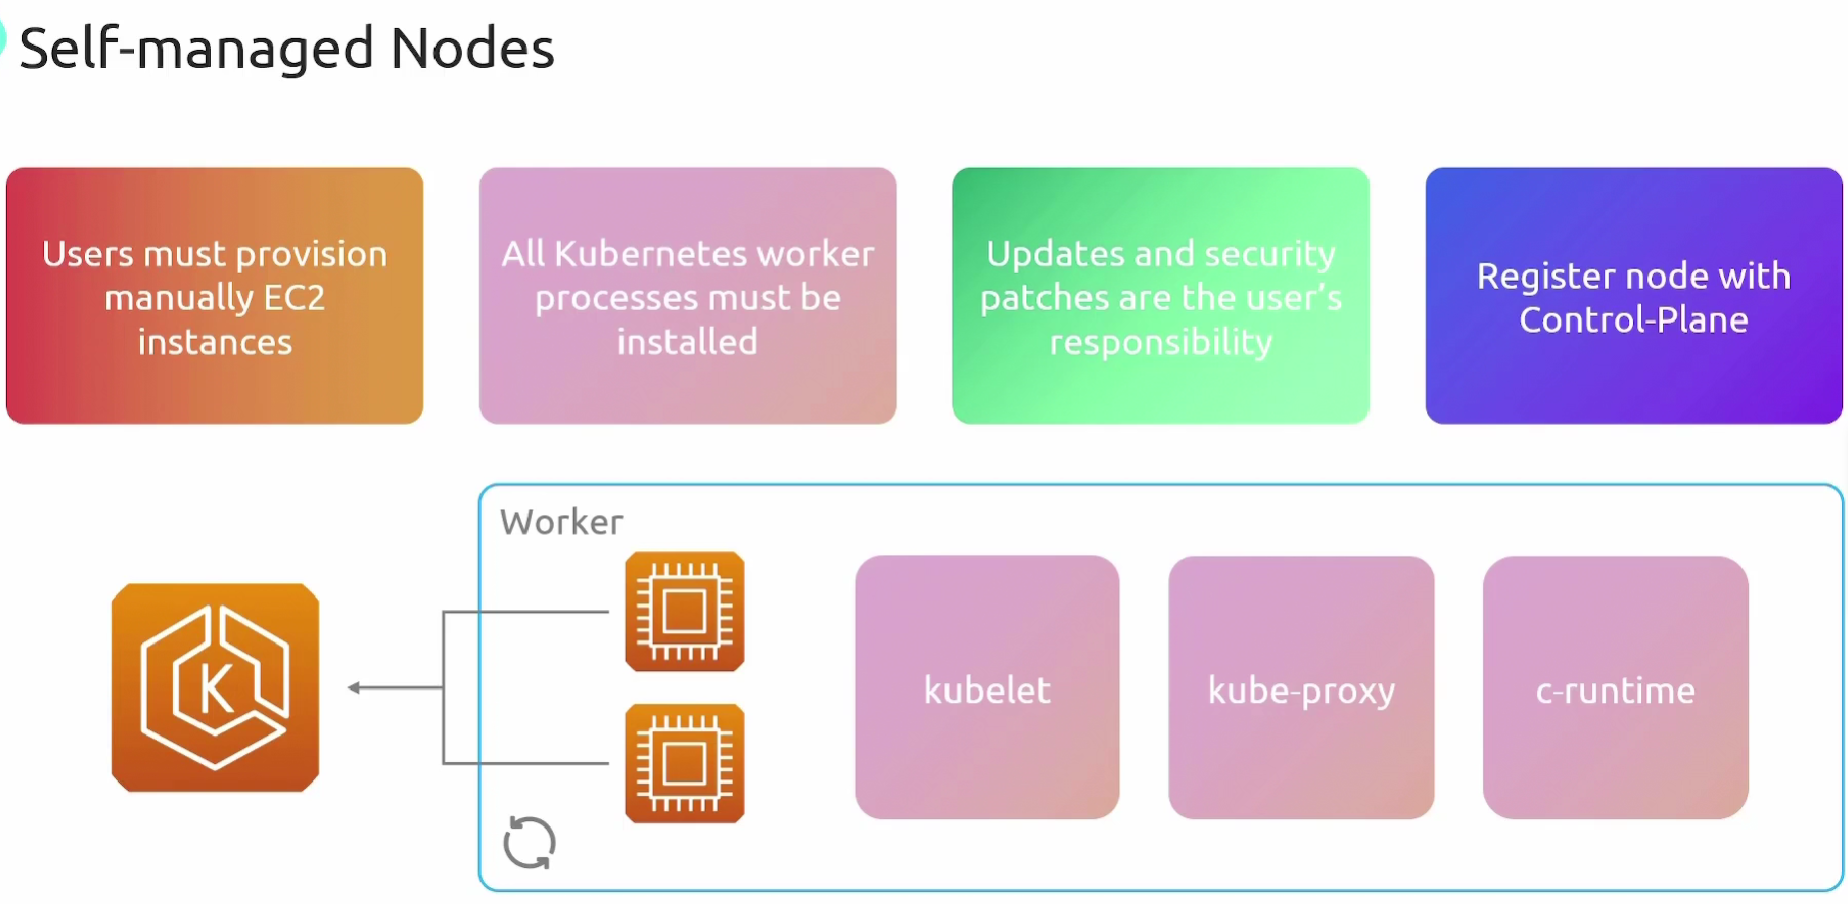 Self-managed Nodes
Users must provision
manually EC2
instances
All Kubernetes worker
processes must be
installed
Updates and security
patches are the user's
responsibility
Register node with
Control-Plane
Worker
K
kubelet
kube-proxy
c-runtime